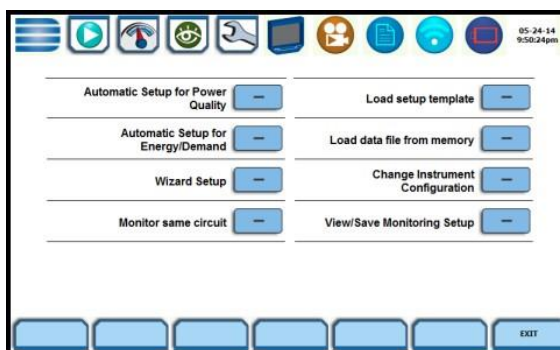 05-24-14
9:50:24pm
Automatic Setup for Power
Quality
Automatic Setup for
Energy/Demand
Wizard Setup
Monitor same circuit
Load setup template
Load data file from memory
Change Instrument
Configuration
View/Save Monitoring Setup
EXIT